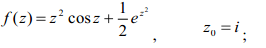 f(z) = z² cos z + 1/2 e^{z²}, z₀ = i ;